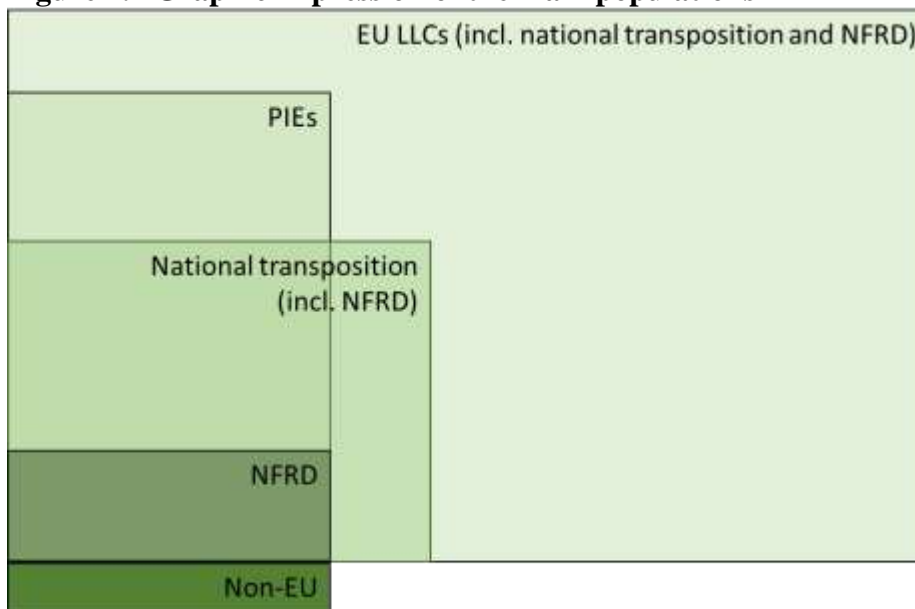 EU LLCs (incl. national transposition and NFRD)
PIEs
National transposition
(incl. NFRD)
NFRD
Non-EU